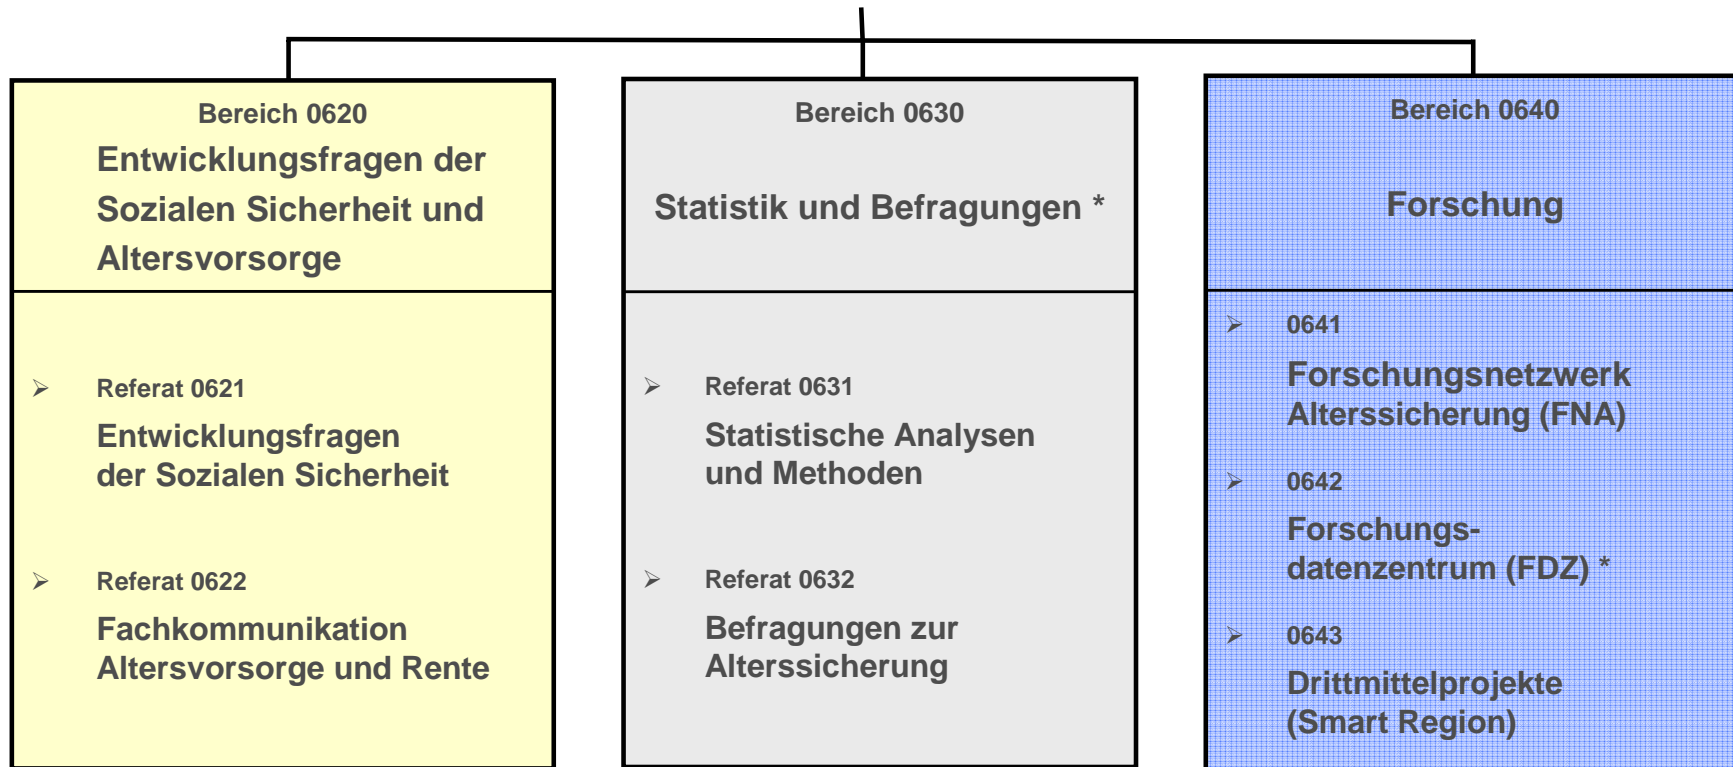 Bereich 0620
Entwicklungsfragen der
Sozialen Sicherheit und
Altersvorsorge
➢ Referat 0621
Entwicklungsfragen
der Sozialen Sicherheit
➢ Referat 0622
Fachkommunikation
Altersvorsorge und Rente
Bereich 0630
Statistik und Befragungen *
➢ Referat 0631
Statistische Analysen
und Methoden
➢ Referat 0632
Befragungen zur
Alterssicherung
Bereich 0640
Forschung
➢ 0641
Forschungsnetzwerk
Alterssicherung (FNA)
➢ 0642
Forschungs-
datenzentrum (FDZ) *
➢ 0643
Drittmittelprojekte
(Smart Region)